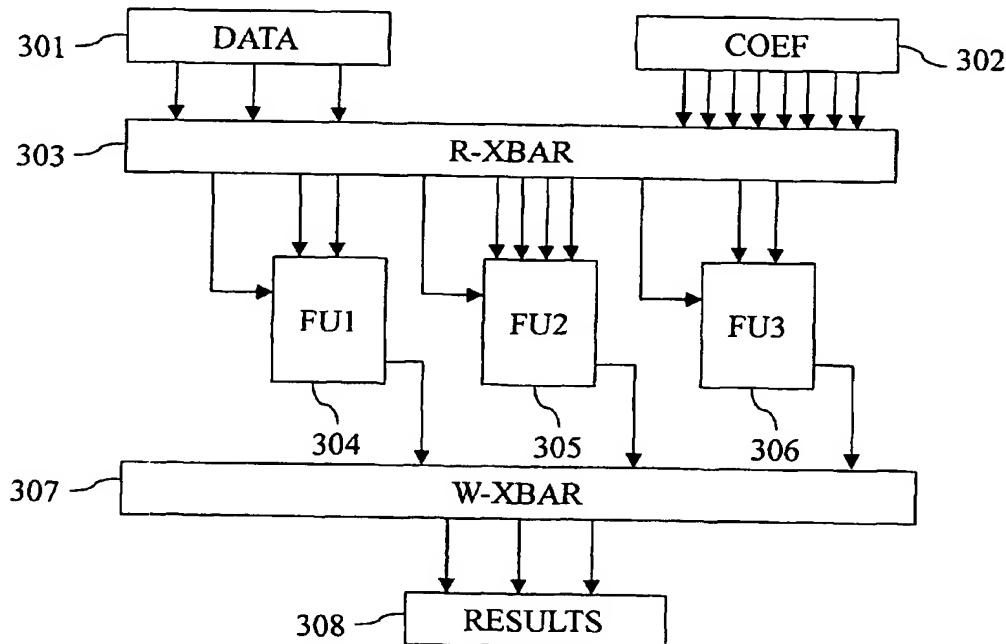 301
DATA
COEF
302
303
R-XBAR
FU1
FU2
FU3
304
305
306
307
W-XBAR
308
RESULTS